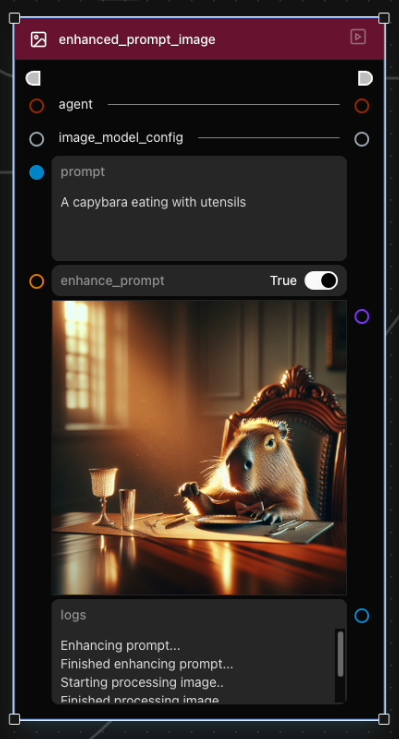 enhanced_prompt_image
agent
image_model_config
prompt
A capybara eating with utensils
enhance_prompt
True
logs
Enhancing prompt...
Finished enhancing prompt...
Starting processing image..
Finished processing image